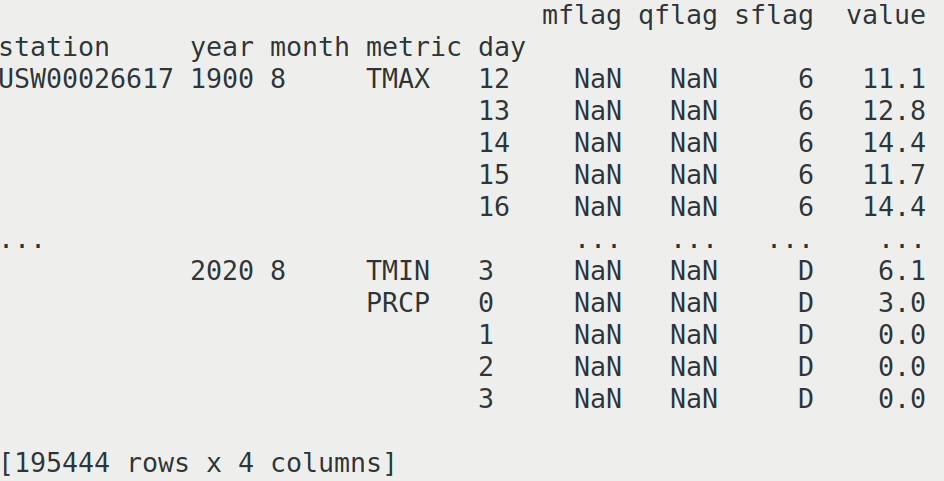 mflag qflag sflag  value
station     year month metric day
USW00026617 1900 8     TMAX   12    NaN   NaN     6   11.1
                              13    NaN   NaN     6   12.8
                              14    NaN   NaN     6   14.4
                              15    NaN   NaN     6   11.7
                              16    NaN   NaN     6   14.4
...                                 ...   ...   ...    ...
            2020 8     TMIN   3     NaN   NaN     D    6.1
                       PRCP   0     NaN   NaN     D    3.0
                              1     NaN   NaN     D    0.0
                              2     NaN   NaN     D    0.0
                              3     NaN   NaN     D    0.0

[195444 rows x 4 columns]